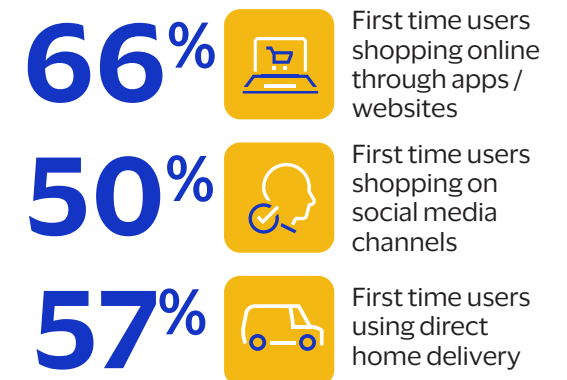 66%
First time users
shopping online
through apps /
websites
50%
First time users
shopping on
social media
channels
57%
First time users
using direct
home delivery